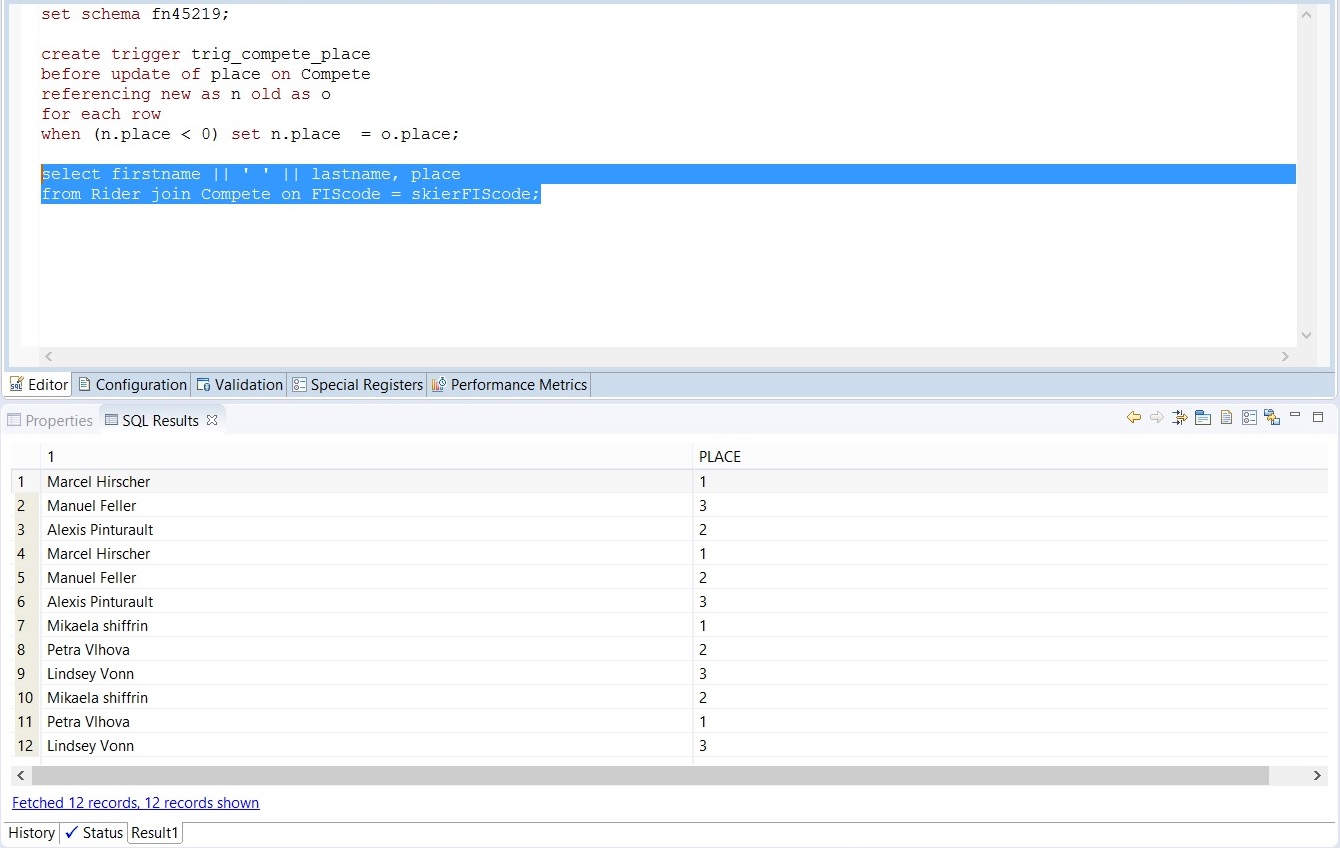 set schema fn45219;
create trigger trig_compete_place
before update of place on Compete
referencing new as n old as o
for each row
when (n.place < 0) set n.place  = o.place;
select firstname || ' ' || lastname, place
from Rider join Compete on FIScode = skierFIScode;
Editor Configuration Validation Special Registers Performance Metrics
Properties SQL Results
1 PLACE
1 Marcel Hirscher 1
2 Manuel Feller 3
3 Alexis Pinturault 2
4 Marcel Hirscher 1
5 Manuel Feller 2
6 Alexis Pinturault 3
7 Mikaela shiffrin 1
8 Petra Vlhova 2
9 Lindsey Vonn 3
10 Mikaela shiffrin 2
11 Petra Vlhova 1
12 Lindsey Vonn 3
Fetched 12 records, 12 records shown
History Status Result1